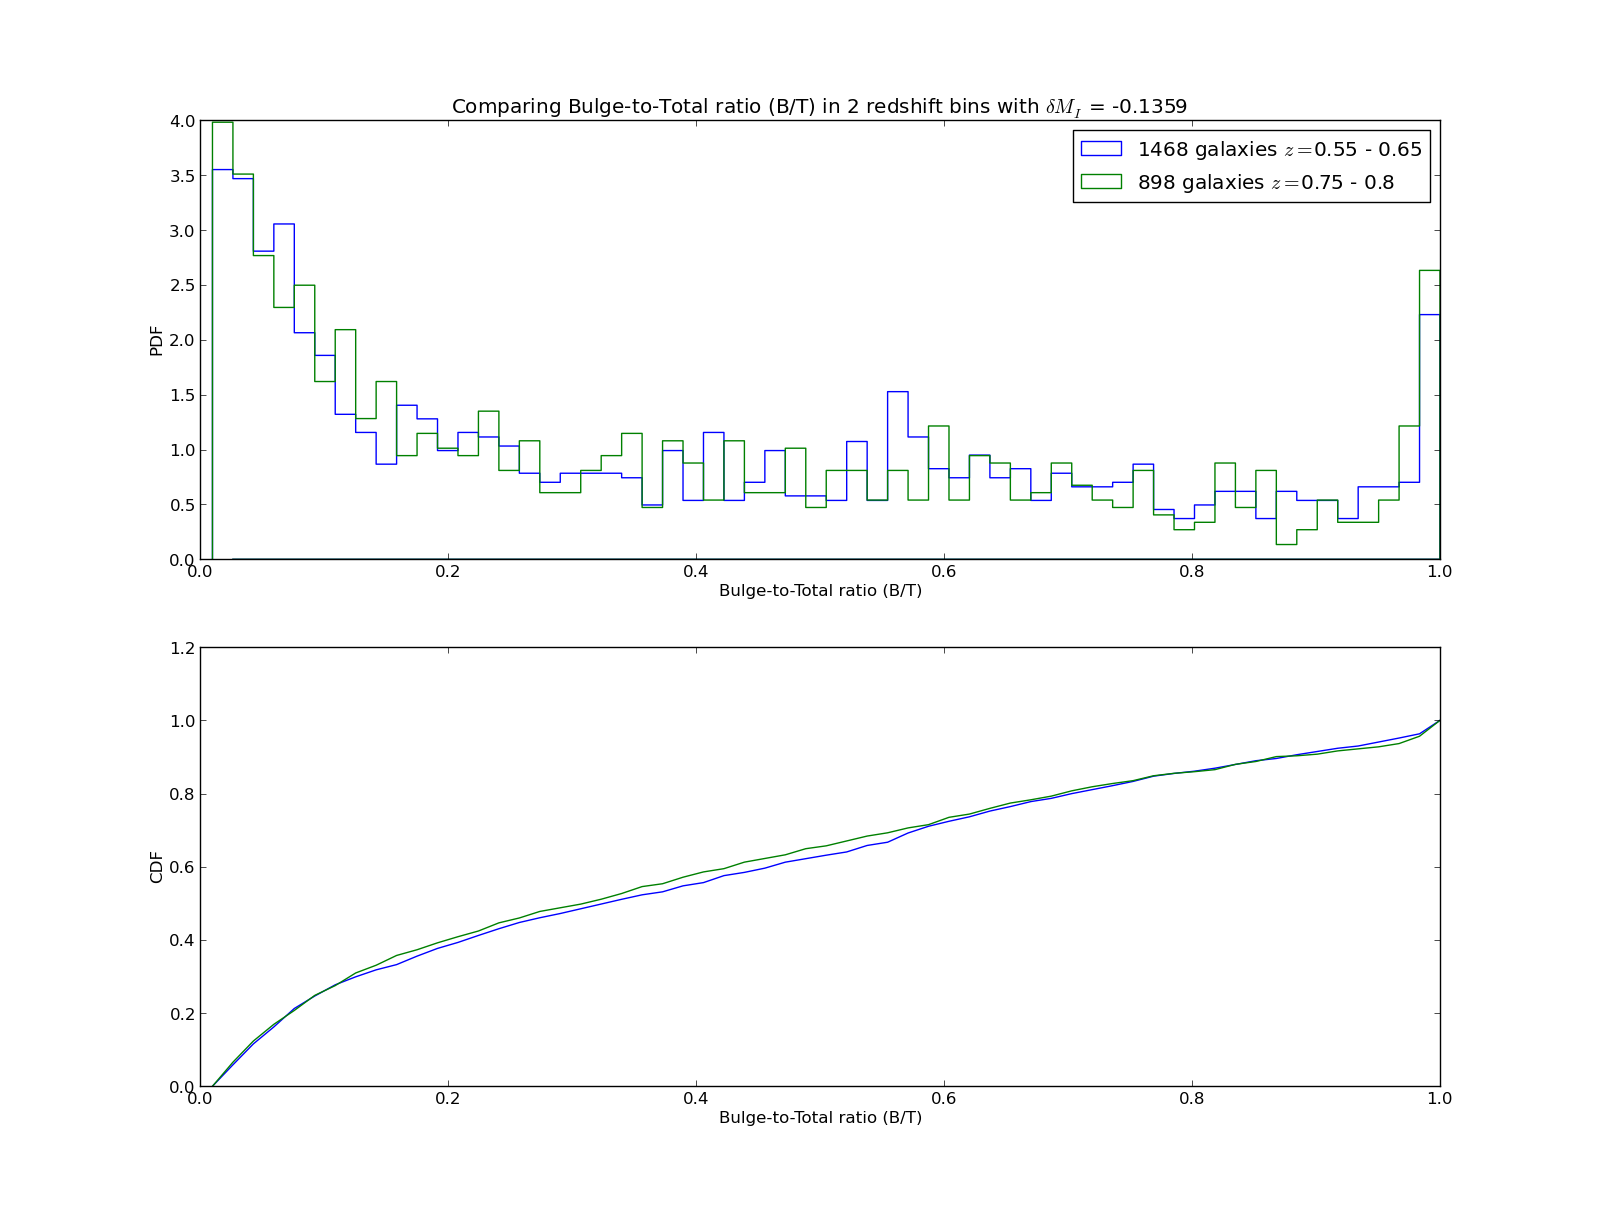 Comparing Bulge-to-Total ratio (B/T) in 2 redshift bins with δM_I = -0.1359
4.0
3.5
3.0
2.5
2.0
1.5
1.0
0.5
0.0
PDF
1468 galaxies z=0.55 - 0.65
898 galaxies z=0.75 - 0.8
0.0 0.2 0.4 0.6 0.8 1.0
Bulge-to-Total ratio (B/T)
1.2
1.0
0.8
0.6
0.4
0.2
0.0
CDF
0.0 0.2 0.4 0.6 0.8 1.0
Bulge-to-Total ratio (B/T)